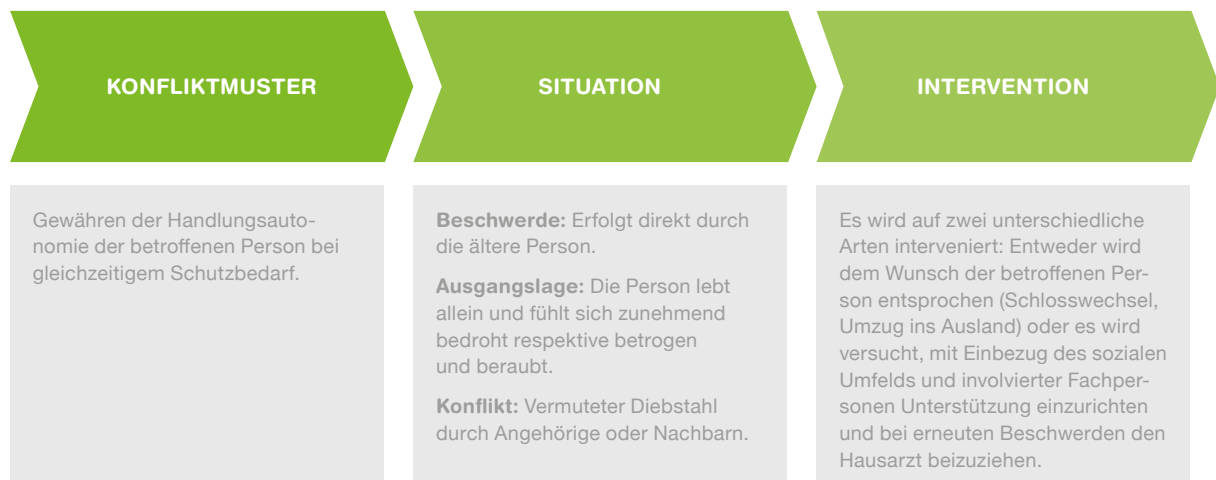 KONFLIKTMUSTER
SITUATION
INTERVENTION
Gewähren der Handlungsauto-
nomie der betroffenen Person bei
gleichzeitigem Schutzbedarf.
Beschwerde: Erfolgt direkt durch
die ältere Person.
Ausgangslage: Die Person lebt
allein und fühlt sich zunehmend
bedroht respektive betrogen
und beraubt.
Konflikt: Vermuteter Diebstahl
durch Angehörige oder Nachbarn.
Es wird auf zwei unterschiedliche
Arten interveniert: Entweder wird
dem Wunsch der betroffenen Per-
son entsprochen (Schlosswechsel,
Umzug ins Ausland) oder es wird
versucht, mit Einbezug des sozialen
Umfelds und involvierter Fachper-
sonen Unterstützung einzurichten
und bei erneuten Beschwerden den
Hausarzt beizuziehen.